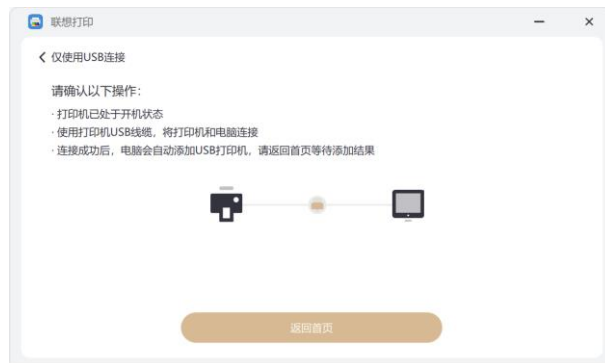 联想打印
仅使用USB连接
请确认以下操作：
· 打印机已处于开机状态
· 使用打印机USB线缆，将打印机和电脑连接
· 连接成功后，电脑会自动添加USB打印机，请返回首页等待添加结果
返回首页